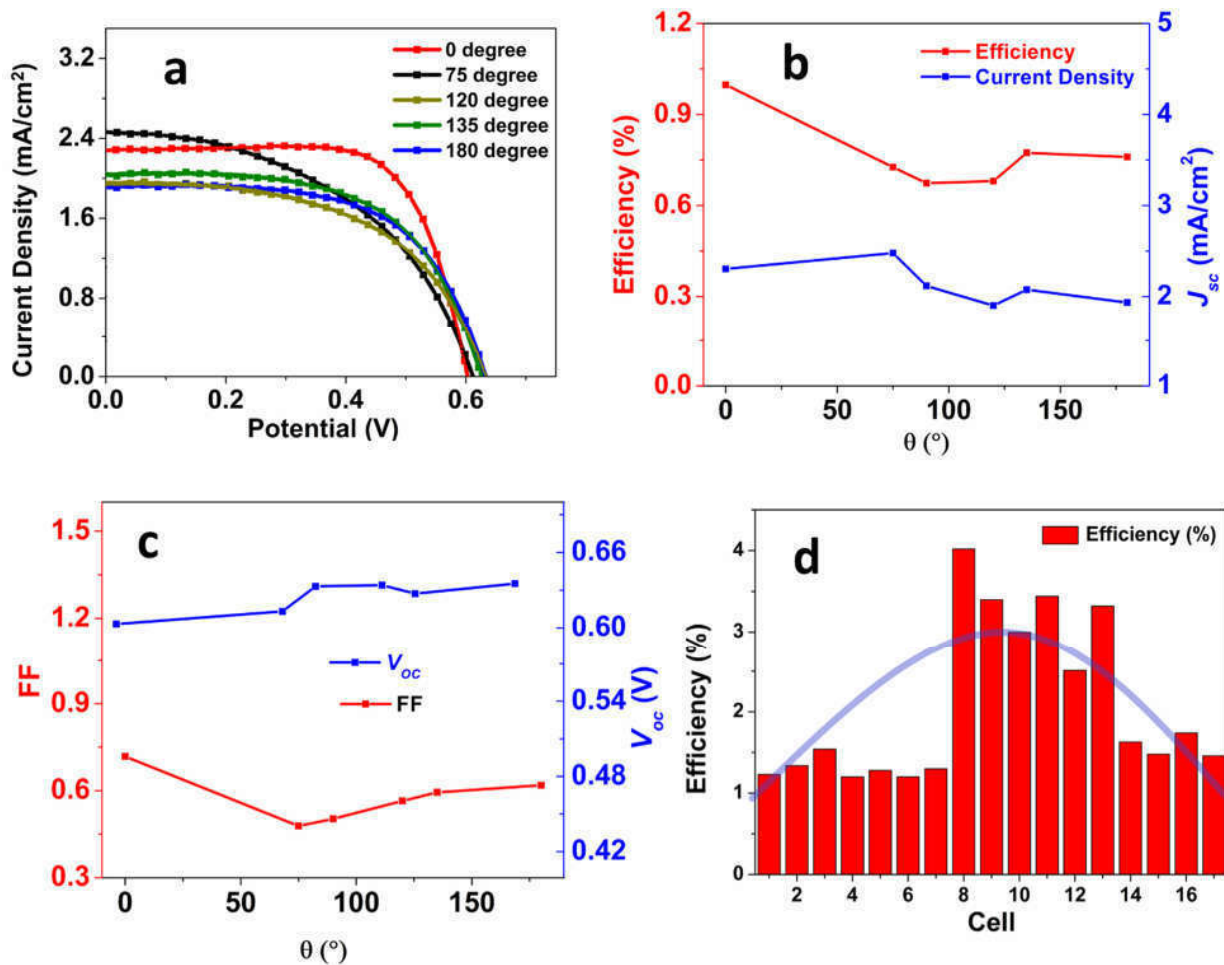 a
3.2
2.4
1.6
0.8
0.0
Current Density (mA/cm²)
0 degree
75 degree
120 degree
135 degree
180 degree
0.0 0.2 0.4 0.6
Potential (V)
b
1.2
0.9
0.6
0.3
0.0
Efficiency (%)
Efficiency
Current Density
5
4
3
2
1
Jsc (mA/cm²)
0 50 100 150
θ (°)
c
1.5
1.2
0.9
0.6
0.3
FF
Voc
FF
0.66
0.60
0.54
0.48
0.42
Voc (V)
0 50 100 150
θ (°)
d
4
3
2
1
0
Efficiency (%)
Efficiency (%)
2 4 6 8 10 12 14 16
Cell